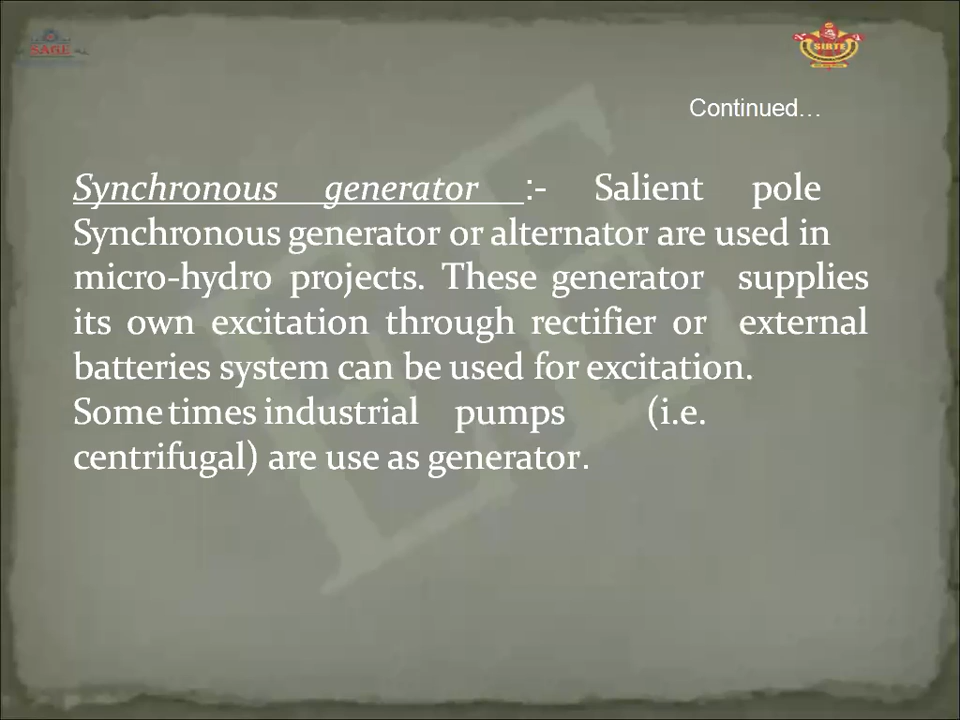 SAGE
SIRTE
Continued…
Synchronous generator :- Salient pole
Synchronous generator or alternator are used in
micro-hydro projects. These generator supplies
its own excitation through rectifier or external
batteries system can be used for excitation.
Some times industrial pumps (i.e.
centrifugal) are use as generator.